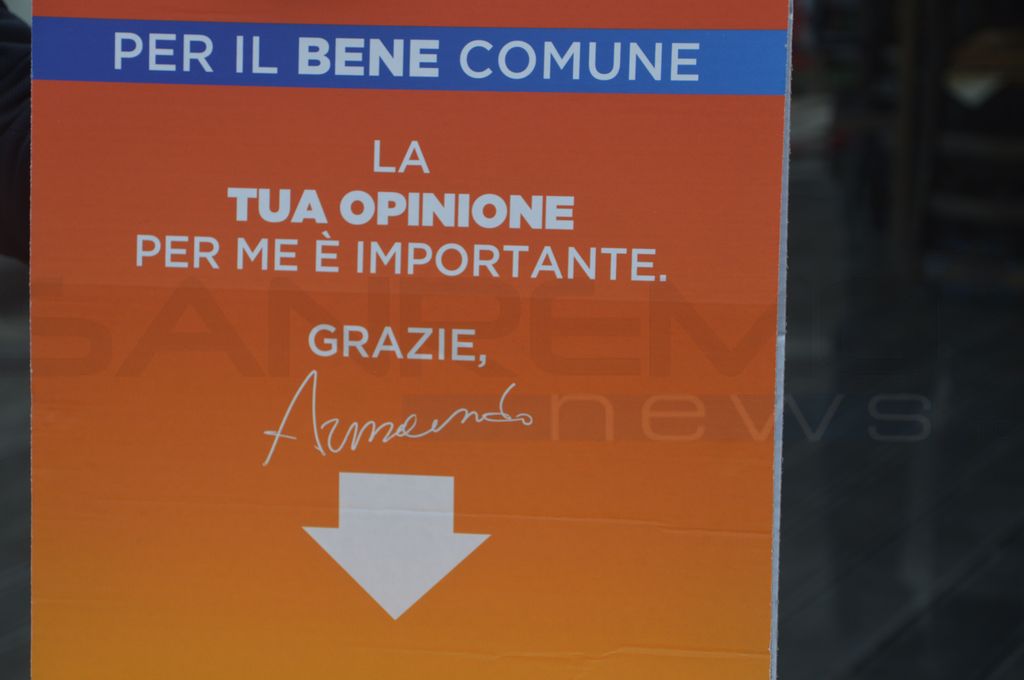 PER IL BENE COMUNE
LA
TUA OPINIONE
PER ME È IMPORTANTE.
GRAZIE,
Armando
SANREMO
news